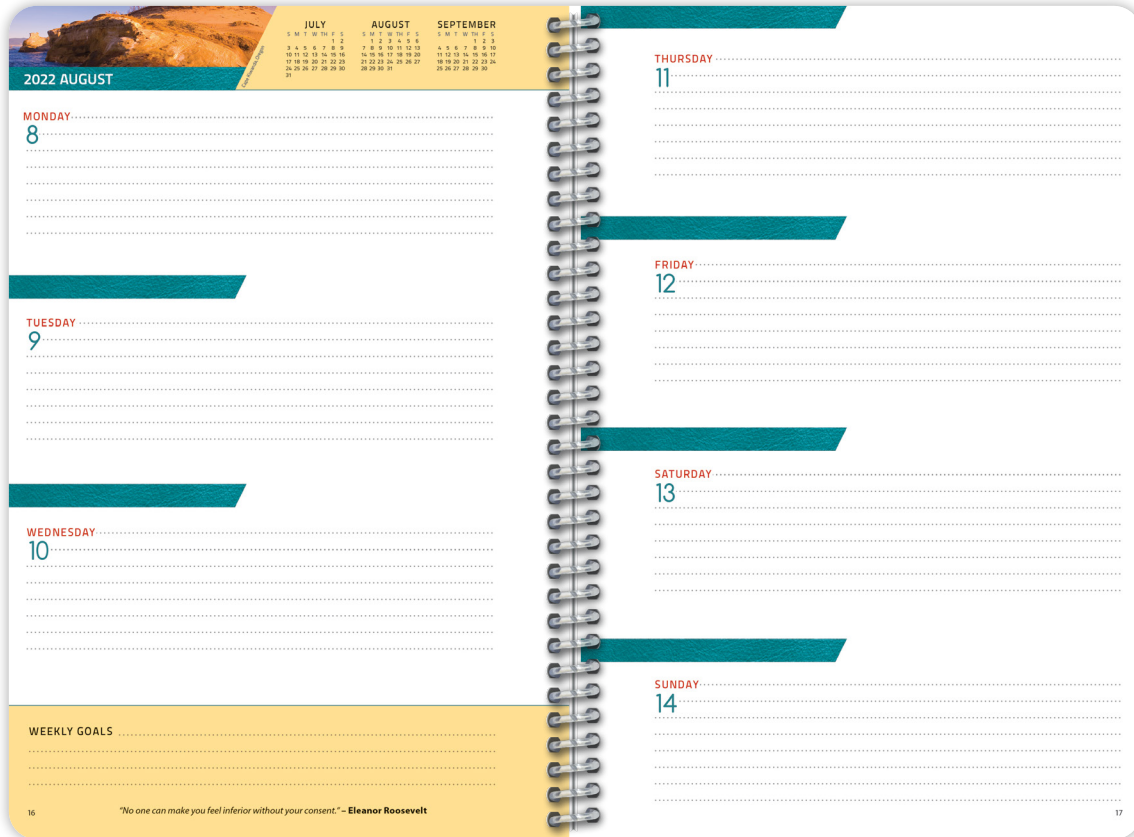 2022 AUGUST
Cape Kiwanda, Oregon
JULY
S M T W TH F S
1 2
3 4 5 6 7 8 9
10 11 12 13 14 15 16
17 18 19 20 21 22 23
24 25 26 27 28 29 30
31
AUGUST
S M T W TH F S
1 2 3 4 5 6
7 8 9 10 11 12 13
14 15 16 17 18 19 20
21 22 23 24 25 26 27
28 29 30 31
SEPTEMBER
S M T W TH F S
1 2 3
4 5 6 7 8 9 10
11 12 13 14 15 16 17
18 19 20 21 22 23 24
25 26 27 28 29 30
MONDAY
8
TUESDAY
9
WEDNESDAY
10
WEEKLY GOALS
16
"No one can make you feel inferior without your consent." – Eleanor Roosevelt
THURSDAY
11
FRIDAY
12
SATURDAY
13
SUNDAY
14
17